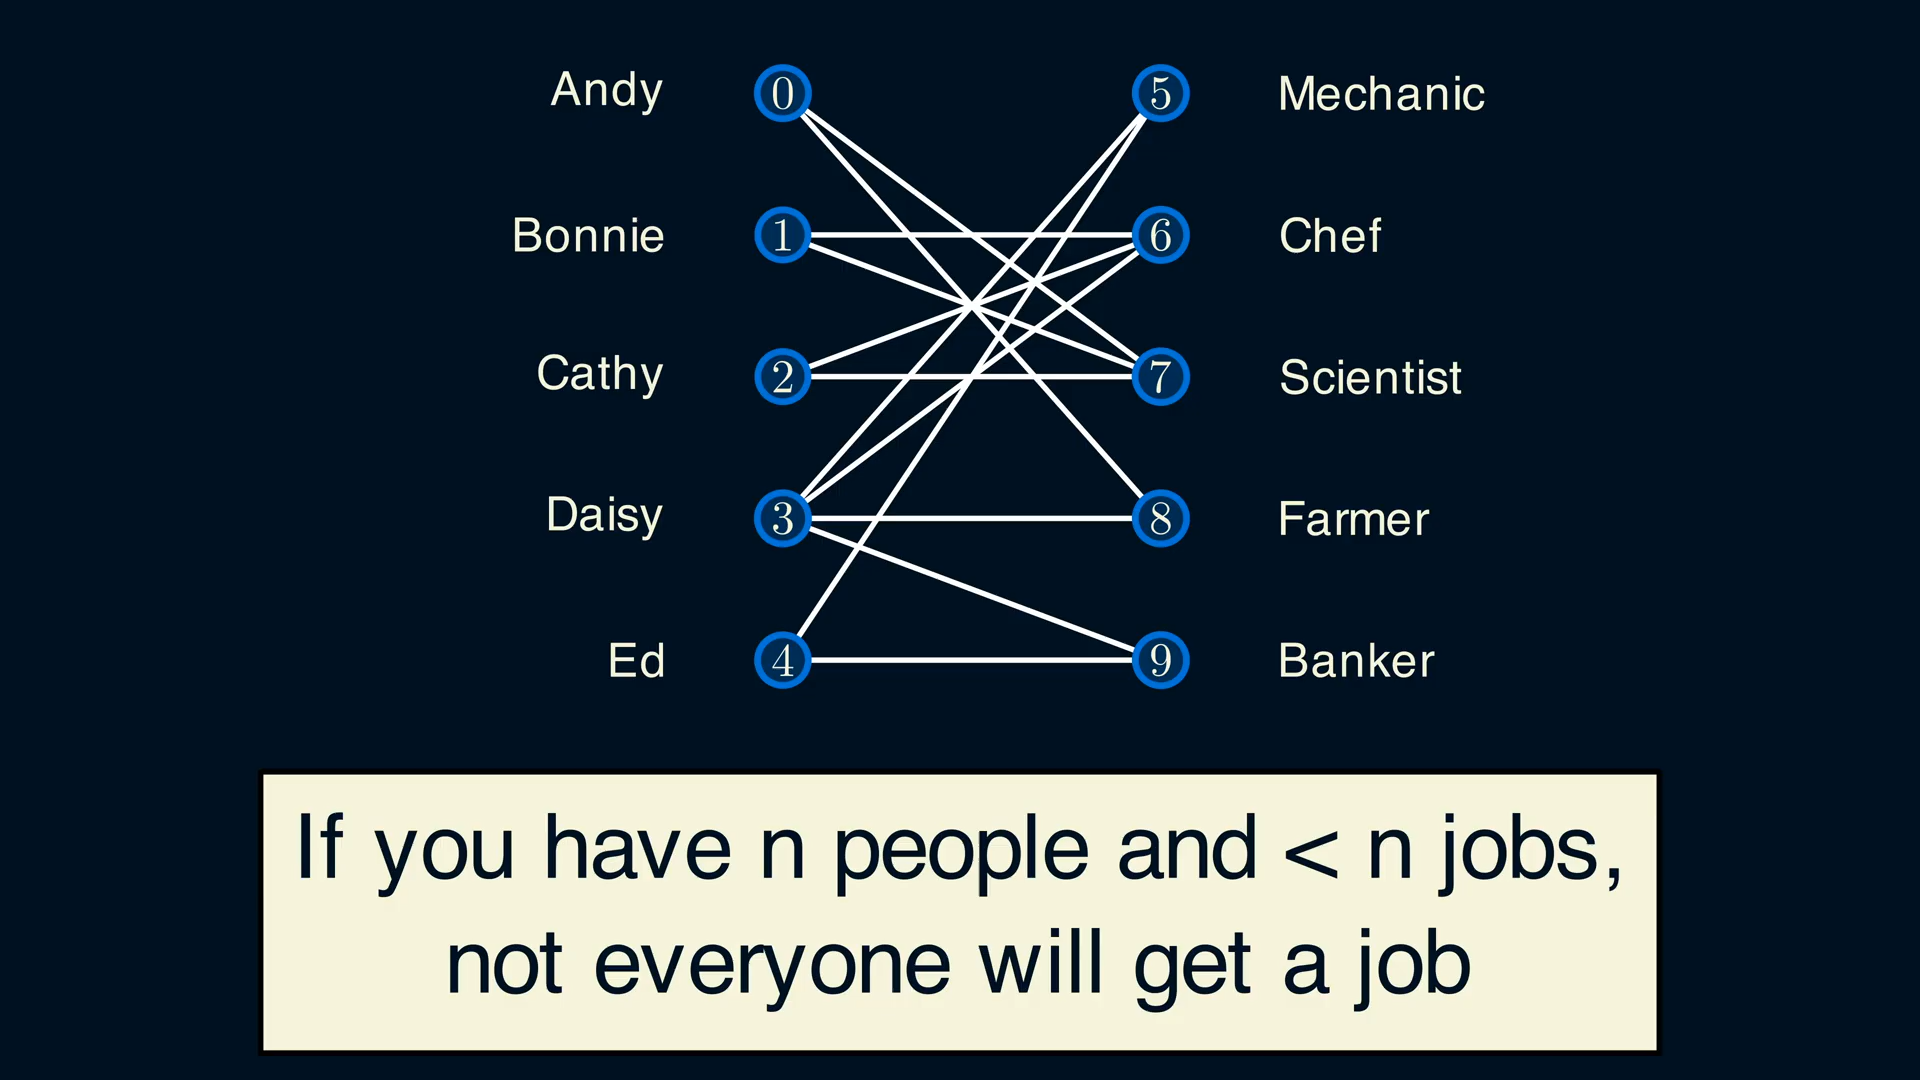 Andy 0 5 Mechanic
Bonnie 1 6 Chef
Cathy 2 7 Scientist
Daisy 3 8 Farmer
Ed 4 9 Banker
If you have n people and < n jobs,
not everyone will get a job